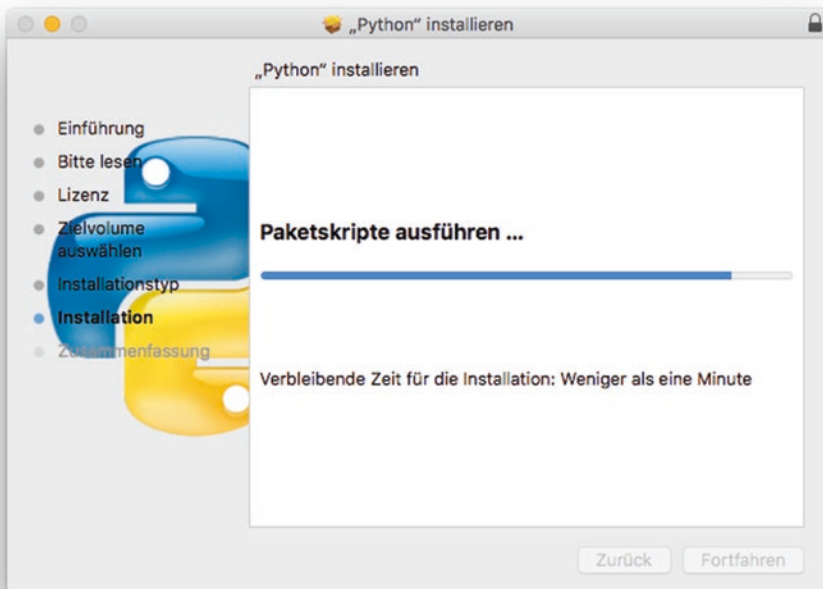 „Python“ installieren
„Python“ installieren
Einführung
Bitte lesen
Lizenz
Zielvolume
auswählen
Installationstyp
Installation
Zusammenfassung
Paketskripte ausführen ...
Verbleibende Zeit für die Installation: Weniger als eine Minute
Zurück
Fortfahren